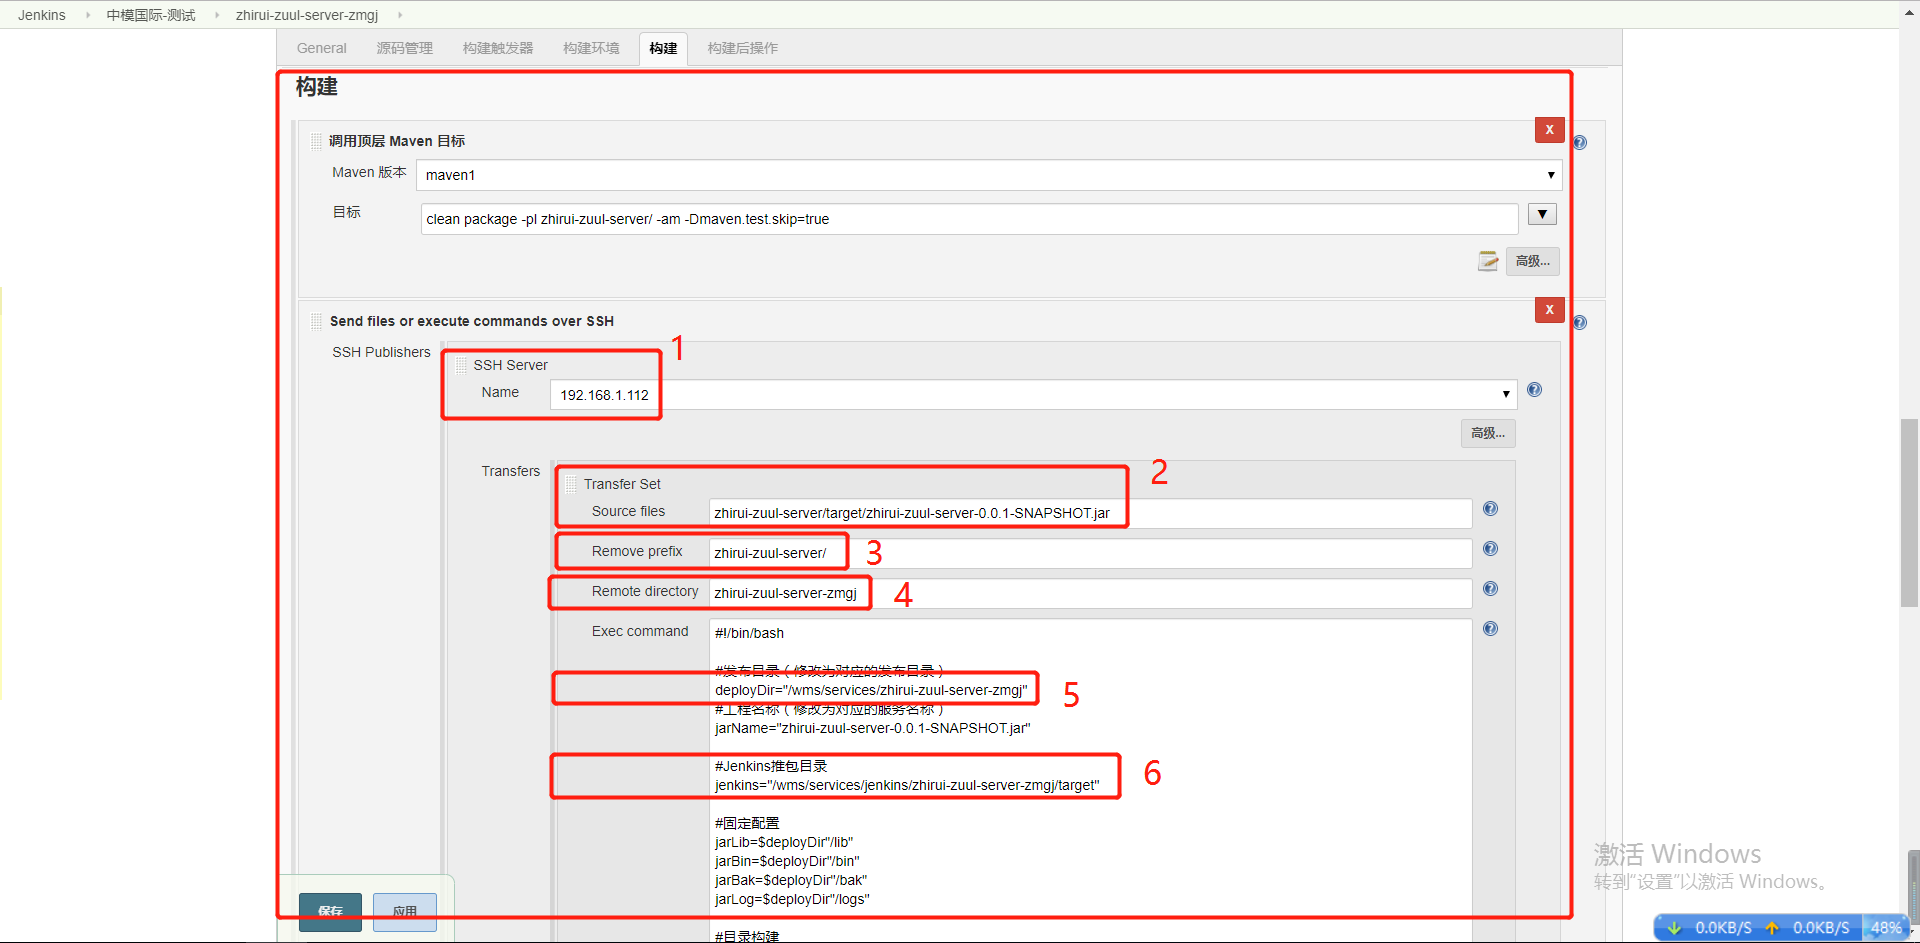 Jenkins 中模国际-测试 zhirui-zuul-server-zmgj
General 源码管理 构建触发器 构建环境 构建 构建后操作
构建
调用顶层 Maven 目标
X
Maven 版本 maven1
目标 clean package -pl zhirui-zuul-server/ -am -Dmaven.test.skip=true
高级...
Send files or execute commands over SSH
X
SSH Publishers
SSH Server
1
Name 192.168.1.112
高级...
Transfers
Transfer Set
2
Source files zhirui-zuul-server/target/zhirui-zuul-server-0.0.1-SNAPSHOT.jar
Remove prefix zhirui-zuul-server/
3
Remote directory zhirui-zuul-server-zmgj
4
Exec command #!/bin/bash
#发布目录（修改为对应的发布目录）
deployDir="/wms/services/zhirui-zuul-server-zmgj"
5
#工程名称（修改为对应的服务名称）
jarName="zhirui-zuul-server-0.0.1-SNAPSHOT.jar"
#Jenkins推包目录
jenkins="/wms/services/jenkins/zhirui-zuul-server-zmgj/target"
6
#固定配置
jarLib=$deployDir"/lib"
jarBin=$deployDir"/bin"
jarBak=$deployDir"/bak"
jarLog=$deployDir"/logs"
#目录构建
保存 应用
激活 Windows
转到“设置”以激活 Windows。
0.0KB/S 0.0KB/S 48%